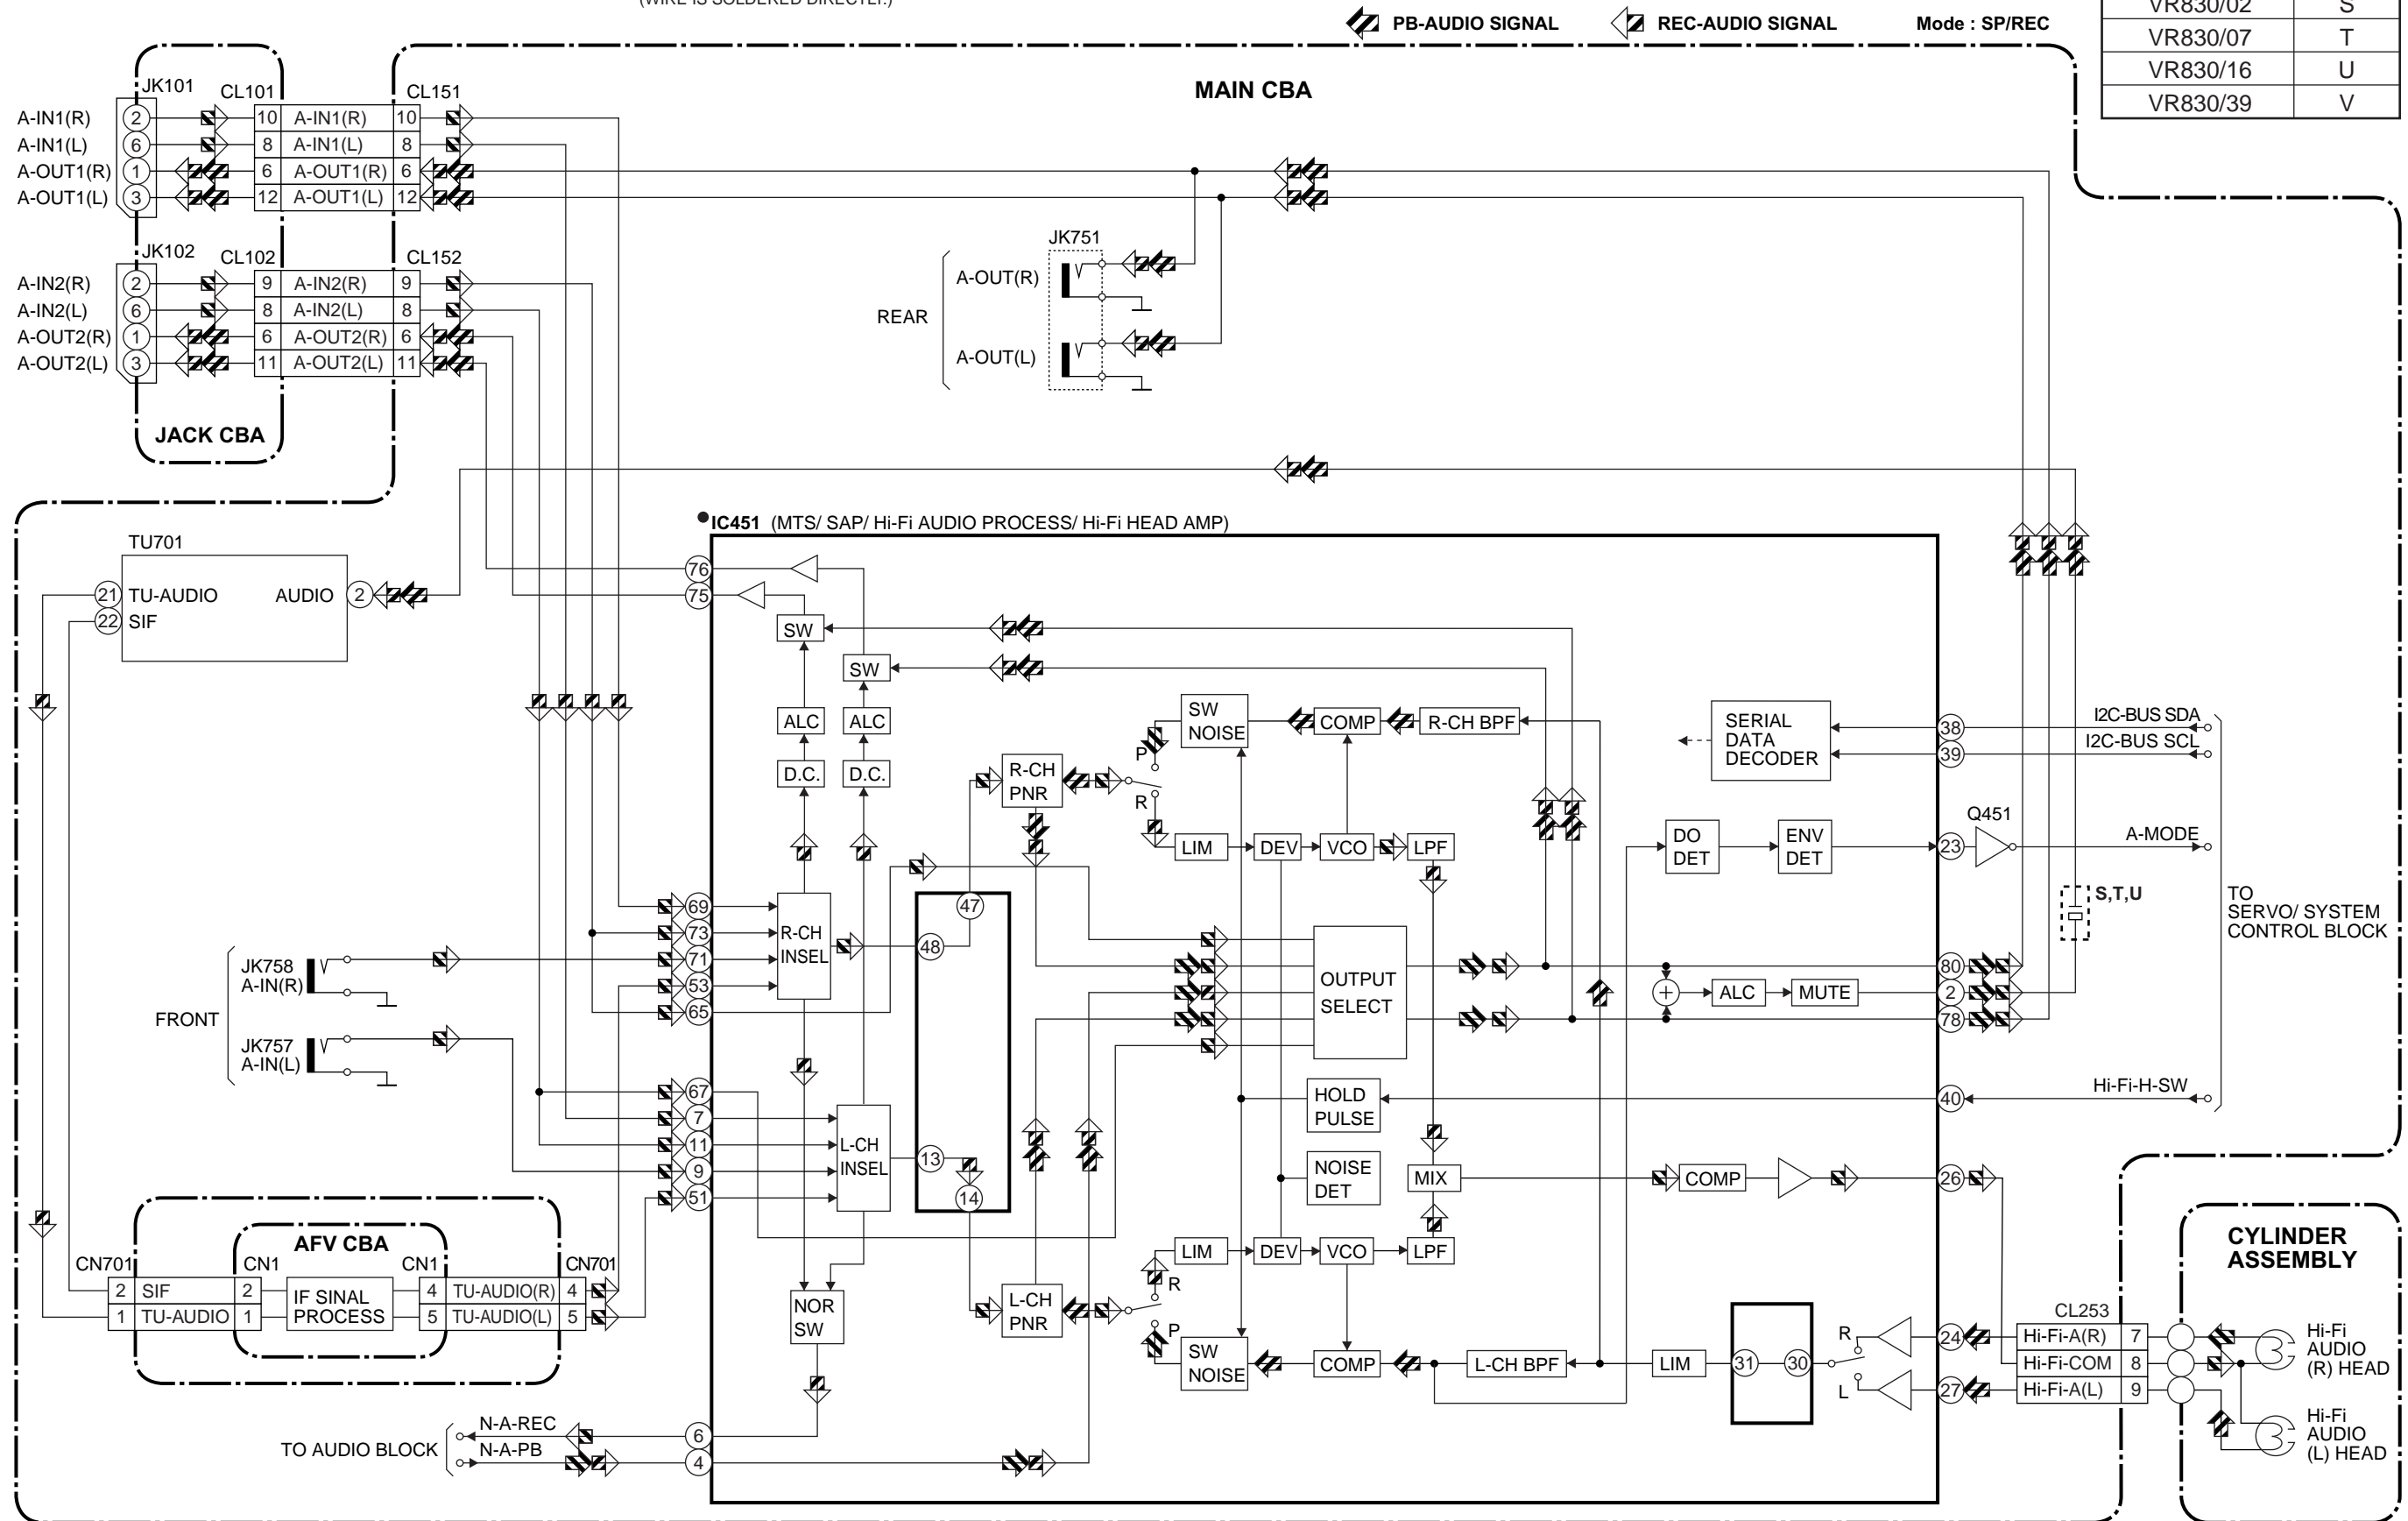 (WIRE IS SOLDERED DIRECTLY.)
PB-AUDIO SIGNAL
REC-AUDIO SIGNAL
Mode : SP/REC
VR830/02 S
VR830/07 T
VR830/16 U
VR830/39 V
MAIN CBA
JK101
CL101
CL151
A-IN1(R) 2 10 A-IN1(R) 10
A-IN1(L) 6 8 A-IN1(L) 8
A-OUT1(R) 1 6 A-OUT1(R) 6
A-OUT1(L) 3 12 A-OUT1(L) 12
JK102
CL102
CL152
A-IN2(R) 2 9 A-IN2(R) 9
A-IN2(L) 6 8 A-IN2(L) 8
A-OUT2(R) 1 6 A-OUT2(R) 6
A-OUT2(L) 3 11 A-OUT2(L) 11
JACK CBA
JK751
A-OUT(R)
REAR
A-OUT(L)
IC451 (MTS/ SAP/ Hi-Fi AUDIO PROCESS/ Hi-Fi HEAD AMP)
TU701
21 TU-AUDIO AUDIO 2
22 SIF
76
75
SW
SW
ALC ALC
D.C. D.C.
SW
NOISE
COMP
R-CH BPF
P
R
R-CH
PNR
LIM
DEV
VCO
LPF
SERIAL
DATA
DECODER
38
39
I2C-BUS SDA
I2C-BUS SCL
DO
DET
ENV
DET
23
Q451
A-MODE
S,T,U
TO
SERVO/ SYSTEM
CONTROL BLOCK
69
73
71
53
65
R-CH
INSEL
47
48
OUTPUT
SELECT
ALC
MUTE
80
2
78
JK758
A-IN(R)
FRONT
JK757
A-IN(L)
67
7
11
9
51
L-CH
INSEL
13
14
HOLD
PULSE
40
Hi-Fi-H-SW
NOISE
DET
MIX
COMP
26
LIM
DEV
VCO
LPF
R
P
L-CH
PNR
SW
NOISE
COMP
L-CH BPF
LIM
31
30
R
L
24
27
NOR
SW
AFV CBA
CN701
CN1
CN1
CN701
2 SIF 2
1 TU-AUDIO 1
IF SINAL
PROCESS
4 TU-AUDIO(R) 4
5 TU-AUDIO(L) 5
CYLINDER
ASSEMBLY
CL253
Hi-Fi-A(R) 7
Hi-Fi-COM 8
Hi-Fi-A(L) 9
Hi-Fi
AUDIO
(R) HEAD
Hi-Fi
AUDIO
(L) HEAD
TO AUDIO BLOCK
N-A-REC
N-A-PB
6
4